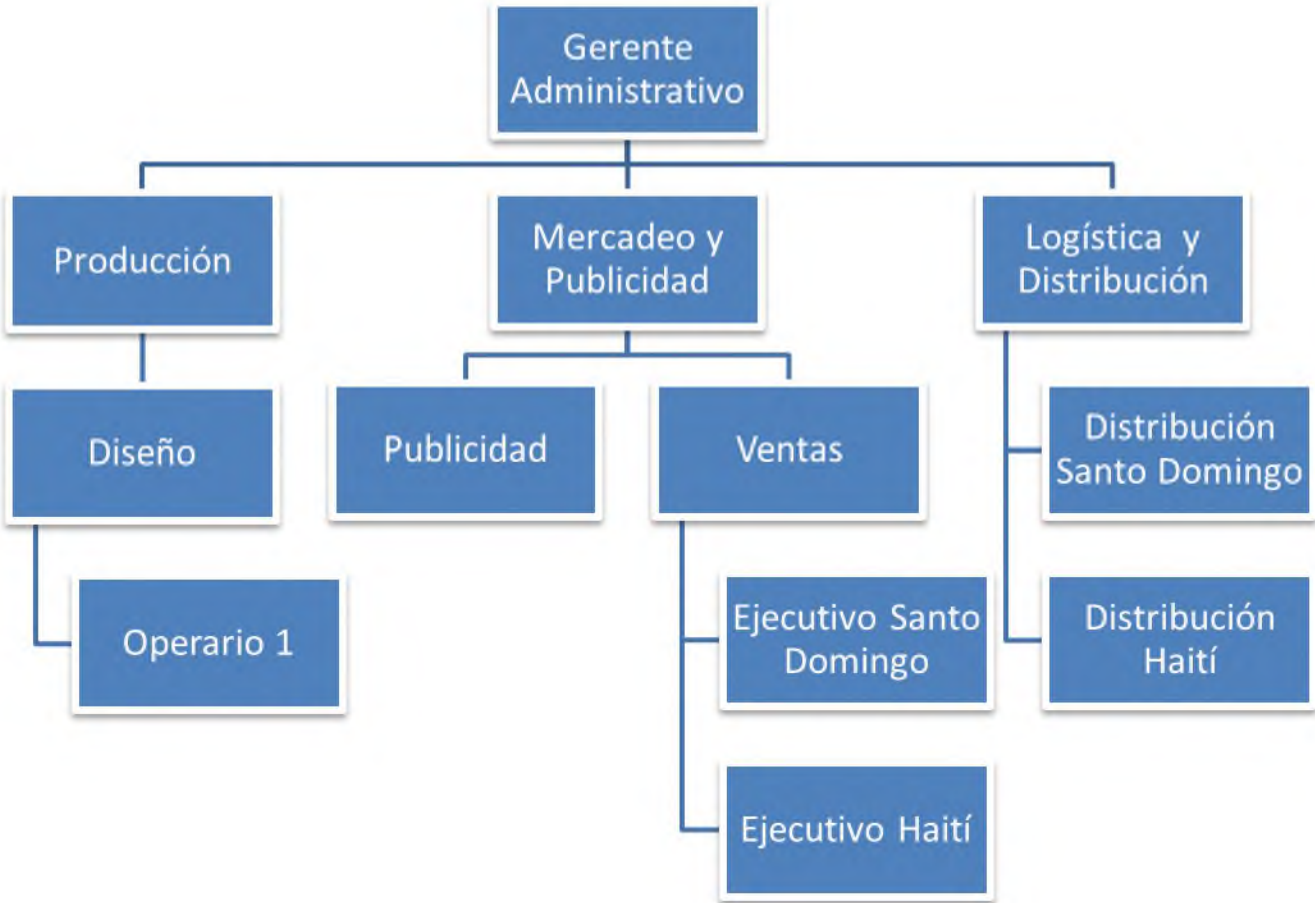 Gerente
Administrativo
Producción
Mercadeo y
Publicidad
Logística y
Distribución
Diseño
Publicidad
Ventas
Distribución
Santo Domingo
Operario 1
Ejecutivo Santo
Domingo
Distribución
Haití
Ejecutivo Haití